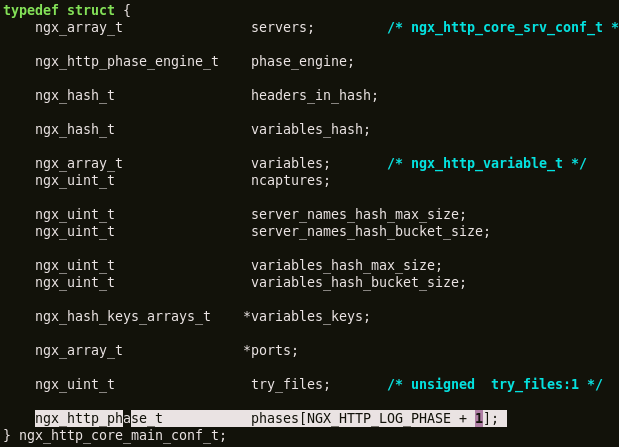 typedef struct {
ngx_array_t servers; /* ngx_http_core_srv_conf_t *
ngx_http_phase_engine_t phase_engine;
ngx_hash_t headers_in_hash;
ngx_hash_t variables_hash;
ngx_array_t variables; /* ngx_http_variable_t */
ngx_uint_t ncaptures;
ngx_uint_t server_names_hash_max_size;
ngx_uint_t server_names_hash_bucket_size;
ngx_uint_t variables_hash_max_size;
ngx_uint_t variables_hash_bucket_size;
ngx_hash_keys_arrays_t *variables_keys;
ngx_array_t *ports;
ngx_uint_t try_files; /* unsigned  try_files:1 */
ngx_http_phase_t phases[NGX_HTTP_LOG_PHASE + 1];
} ngx_http_core_main_conf_t;